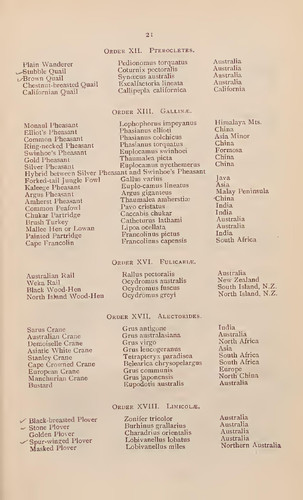 21
ORDER XII. PTEROCLETES.
Plain Wanderer Pedionomus torquatus Australia
Stubble Quail Coturnix pectoralis Australia
Brown Quail Synoicus australis Australia
Chestnut-breasted Quail Excalfactoria lineata Australia
Californian Quail Callipepla californica California
ORDER XIII. GALLINÆ.
Monaul Pheasant Lophophorus impeyanus Himalaya Mts.
Elliot's Pheasant Phasianus ellioti China
Common Pheasant Phasianus colchicus Asia Minor
Ring-necked Pheasant Phasianus torquatus China
Swinhoe's Pheasant Euplocamus swinhoei Formosa
Gold Pheasant Thaumalea picta China
Silver Pheasant Euplocamus nycthemerus China
Hybrid between Silver Pheasant and Swinhoe's Pheasant
Forked-tail Jungle Fowl Gallus varius Java
Kaleege Pheasant Euplo-camus lineatus Asia
Argus Pheasant Argus giganteus Malay Peninsula
Amherst Pheasant Thaumalea amherstiæ China
Common Peafowl Pavo cristatus India
Chukar Partridge Caccabis chukar India
Brush Turkey Catheturus lathami Australia
Mallee Hen or Lowan Lipoa ocellata Australia
Painted Partridge Francolinus pictus India
Cape Francolin Francolinus capensis South Africa
ORDER XVI. FULICARIÆ.
Australian Rail Rallus pectoralis Australia
Weka Rail Ocydromus australis New Zealand
Black Wood-Hen Ocydromus fuscus South Island, N.Z.
North Island Wood-Hen Ocydromus greyi North Island, N.Z.
ORDER XVII. ALECTORIDES.
Sarus Crane Grus antigone India
Australian Crane Grus australasiana Australia
Demoiselle Crane Grus virgo North Africa
Asiatic White Crane Grus leucogeranus Asia
Stanley Crane Tetrapteryx paradisea South Africa
Cape Crowned Crane Belearica chrysopelargus South Africa
European Crane Grus communis Europe
Manchurian Crane Grus japonensis North China
Bustard Eupodotis australis Australia
ORDER XVIII. LIMICOLÆ.
Black-breasted Plover Zonifer tricolor Australia
Stone Plover Burhinus grallarius Australia
Golden Plover Charadrius orientalis Australia
Spur-winged Plover Lobivanellus lobatus Australia
Masked Plover Lobivanellus miles Northern Australia